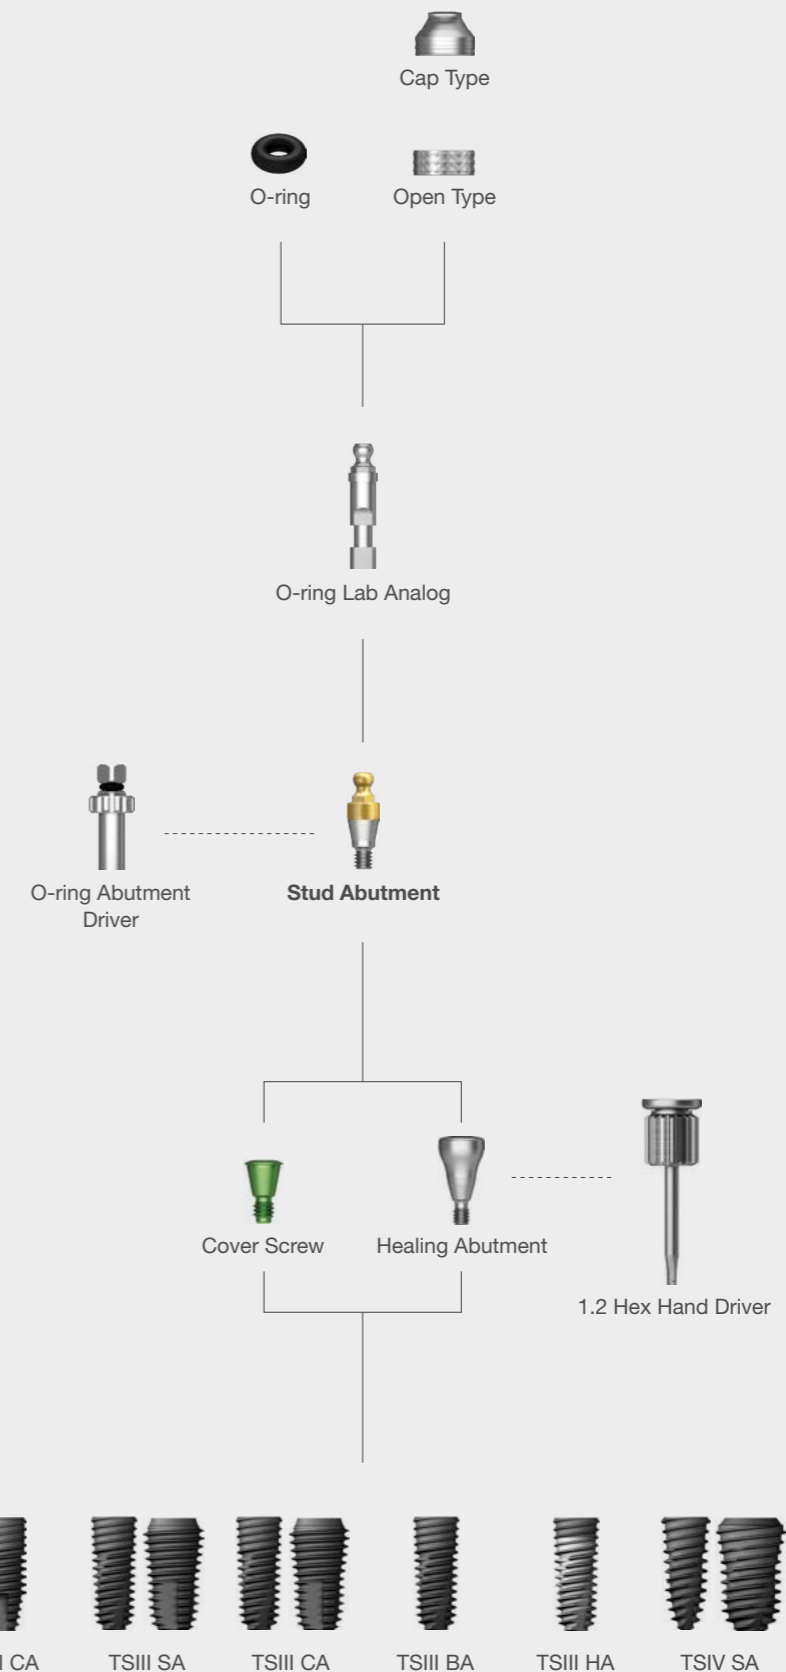 Cap Type
O-ring
Open Type
O-ring Lab Analog
O-ring Abutment
Driver
Stud Abutment
Cover Screw
Healing Abutment
1.2 Hex Hand Driver
CA
TSIII SA
TSIII CA
TSIII BA
TSIII HA
TSIV SA